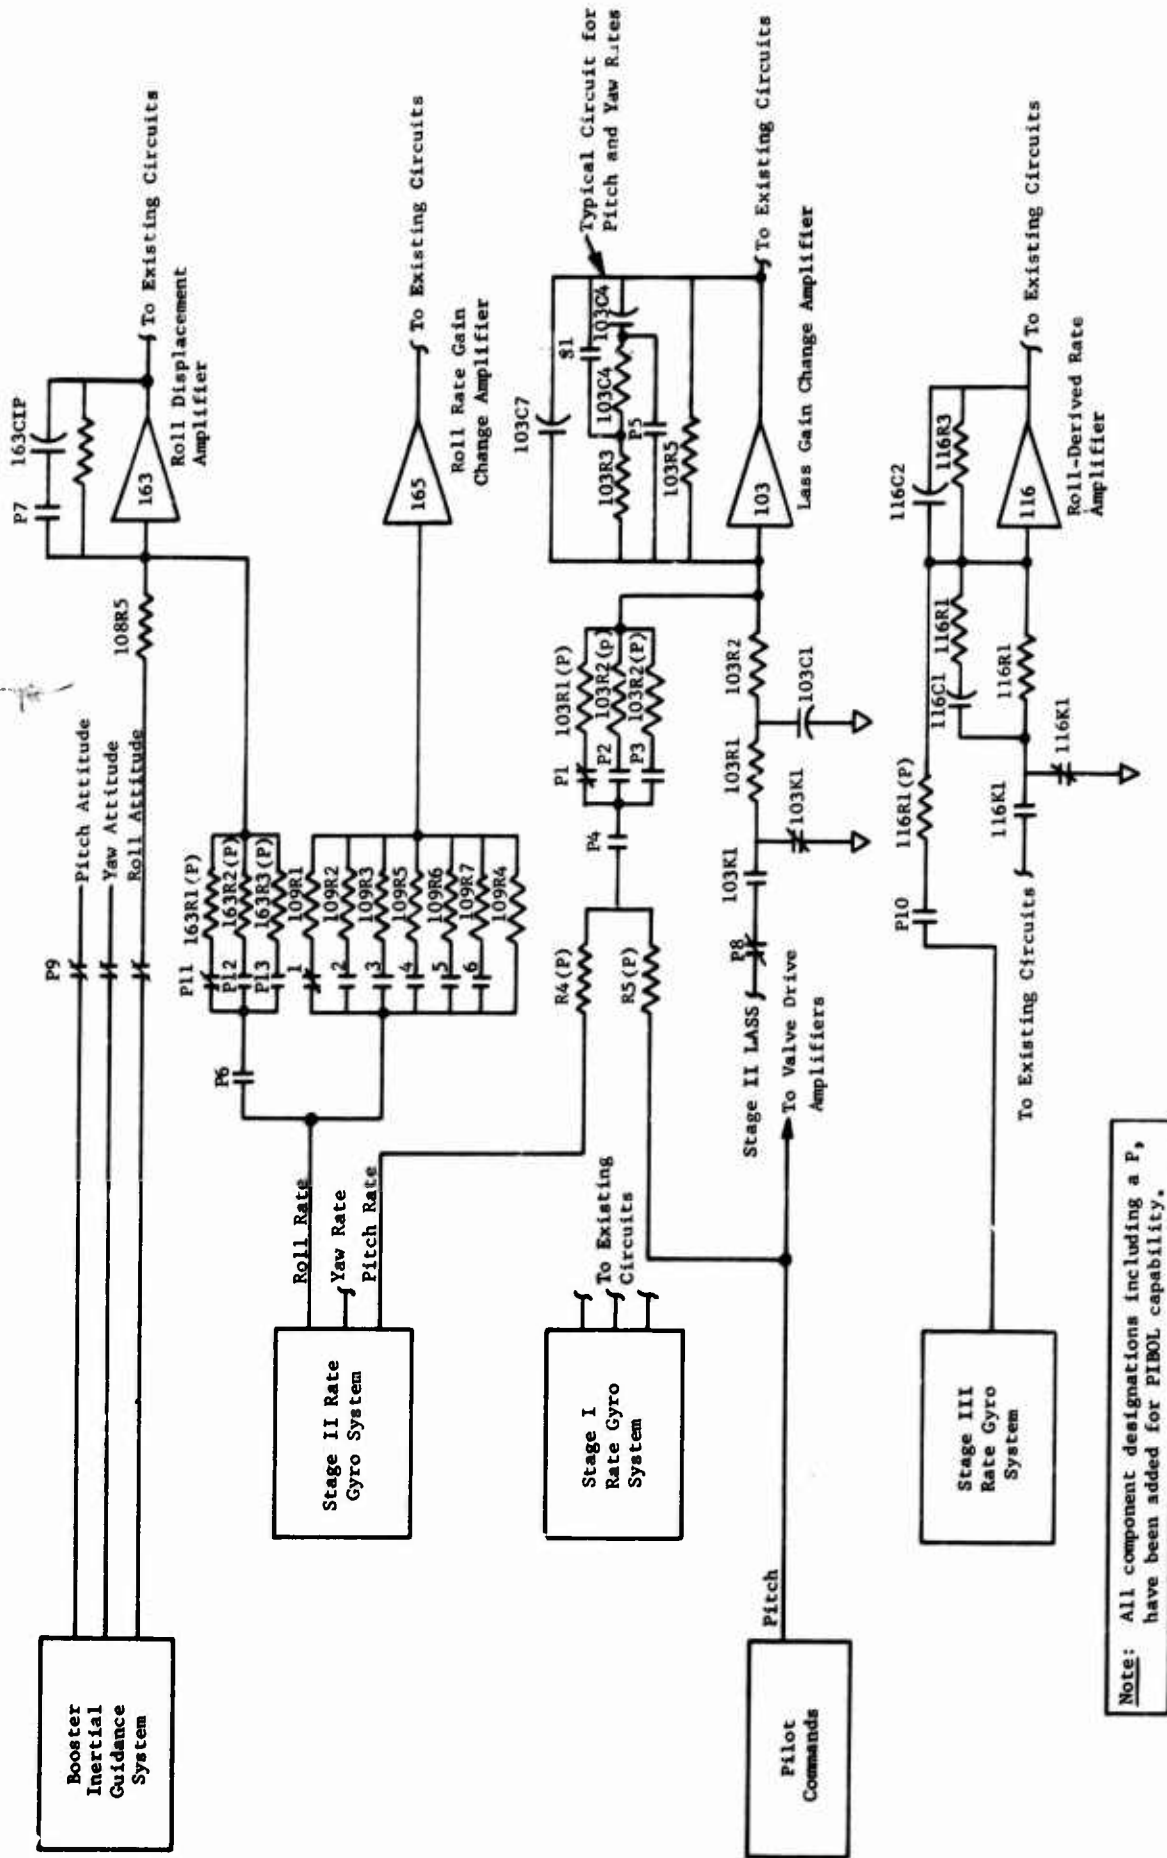 Booster
Inertial
Guidance
System
P9
Pitch Attitude
Yaw Attitude
Roll Attitude
108R5
P7
163CIP
163
To Existing Circuits
Roll Displacement
Amplifier
P11
163R1(P)
P12
163R2(P)
P13
163R3(P)
P6
1
109R1
2
109R2
3
109R3
4
109R5
5
109R6
6
109R7
109R4
165
To Existing Circuits
Roll Rate Gain
Change Amplifier
Stage II Rate
Gyro System
Roll Rate
Yaw Rate
Pitch Rate
Stage I
Rate Gyro
System
To Existing
Circuits
R4(P)
R5(P)
P4
P1
103R1(P)
P2
103R2(p)
P3
103R2(P)
103C7
S1
103R3
103C4
103C4
P5
103R5
Typical Circuit for
Pitch and Yaw Rates
103
To Existing Circuits
Lass Gain Change Amplifier
Stage II LASS
P8
103K1
103K1
103R1
103R2
103C1
Pilot
Commands
Pitch
To Valve Drive
Amplifiers
Stage III
Rate Gyro
System
P10
116R1(P)
116C2
116R3
116C1
116R1
116R1
116K1
116K1
To Existing Circuits
116
To Existing Circuits
Roll-Derived Rate
Amplifier
Note: All component designations including a P,
have been added for PIBOL capability.